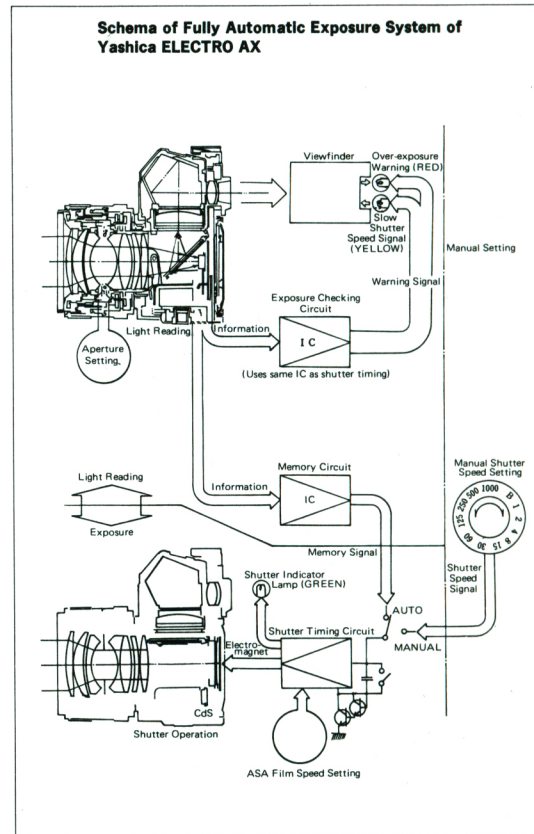 Schema of Fully Automatic Exposure System of
Yashica ELECTRO AX
Viewfinder
Over-exposure
Warning (RED)
Slow
Shutter
Speed Signal
(YELLOW)
Manual Setting
Warning Signal
Exposure Checking
Circuit
Light Reading
Information
IC
Aperture
Setting
(Uses same IC as shutter timing)
Memory Circuit
Manual Shutter
Speed Setting
Light Reading
Information
IC
B 1 2 4 8 15 30 60 125 250 500 1000
Exposure
Memory Signal
Shutter Indicator
Lamp (GREEN)
Shutter
Speed
Signal
AUTO
Shutter Timing Circuit
Electro-
magnet
MANUAL
CdS
Shutter Operation
ASA Film Speed Setting